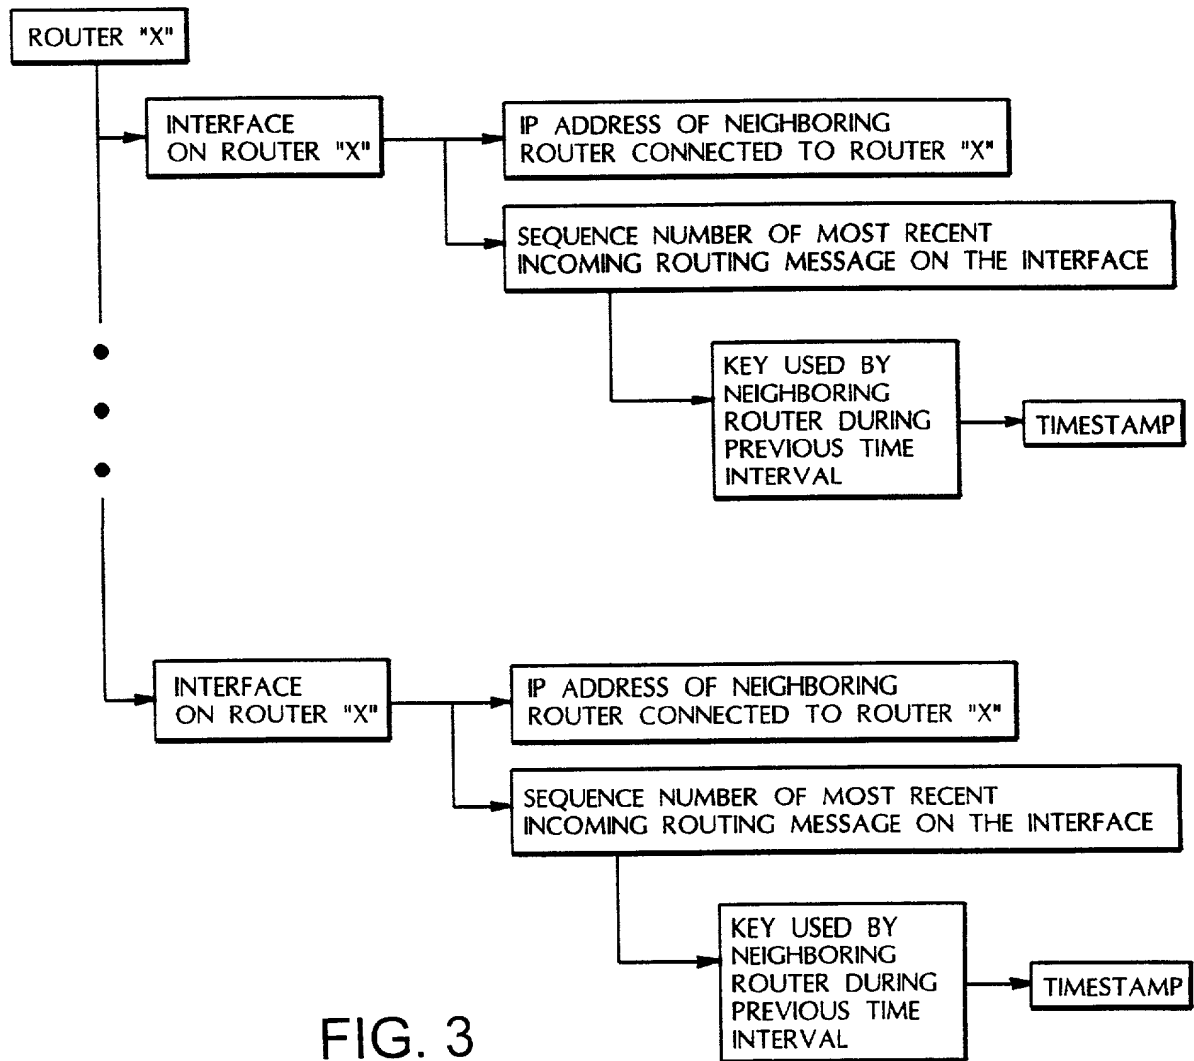 ROUTER "X"
INTERFACE
ON ROUTER "X"
IP ADDRESS OF NEIGHBORING
ROUTER CONNECTED TO ROUTER "X"
SEQUENCE NUMBER OF MOST RECENT
INCOMING ROUTING MESSAGE ON THE INTERFACE
KEY USED BY
NEIGHBORING
ROUTER DURING
PREVIOUS TIME
INTERVAL
TIMESTAMP
INTERFACE
ON ROUTER "X"
IP ADDRESS OF NEIGHBORING
ROUTER CONNECTED TO ROUTER "X"
SEQUENCE NUMBER OF MOST RECENT
INCOMING ROUTING MESSAGE ON THE INTERFACE
KEY USED BY
NEIGHBORING
ROUTER DURING
PREVIOUS TIME
INTERVAL
TIMESTAMP
FIG. 3